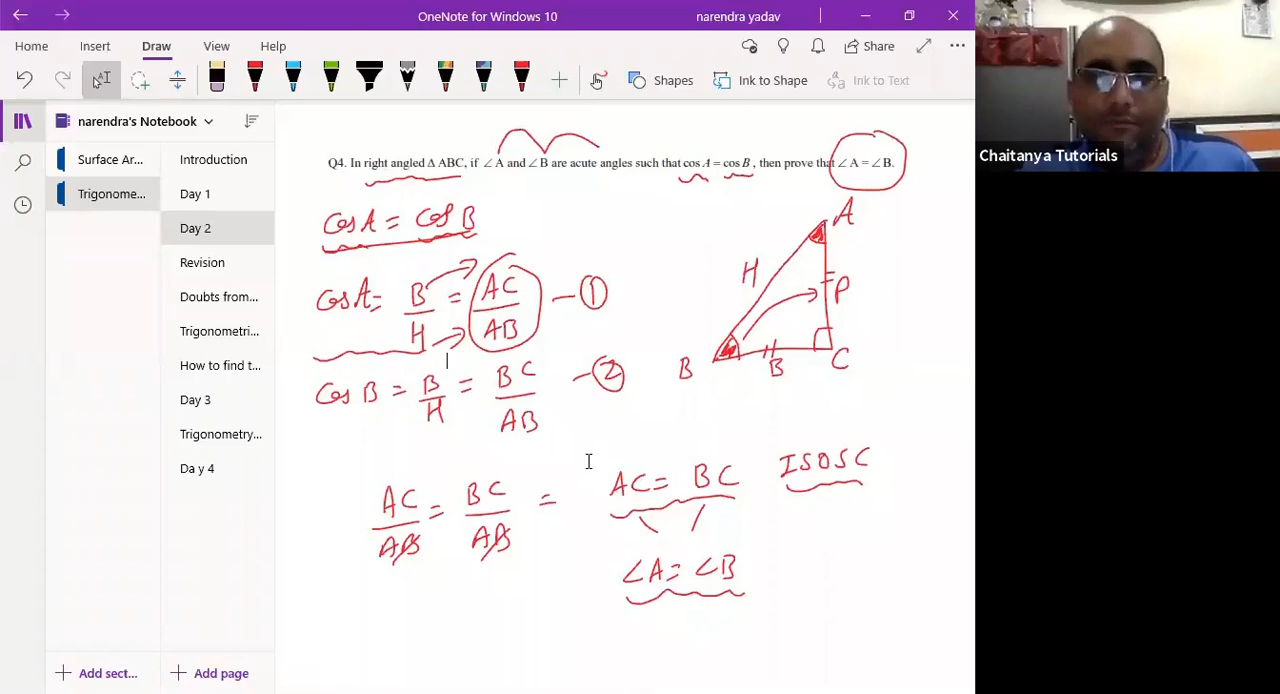 OneNote for Windows 10
narendra yadav
Home Insert Draw View Help
Share
Shapes
Ink to Shape
Ink to Text
narendra's Notebook
Surface Ar...
Trigonome...
Introduction
Day 1
Day 2
Revision
Doubts from...
Trigonometri...
How to find t...
Day 3
Trigonometry...
Da y 4
Add sect...
Add page
Q4. In right angled Δ ABC, if ∠A and ∠B are acute angles such that cos A = cos B, then prove that ∠A = ∠B.
Cos A = Cos B
Cos A = B/H = AC/AB — ①
Cos B = B/H = BC/AB — ②
AC/AB = BC/AB = AC = BC ISOSC
∠A = ∠B
A
H
P
B
B
C
Chaitanya Tutorials